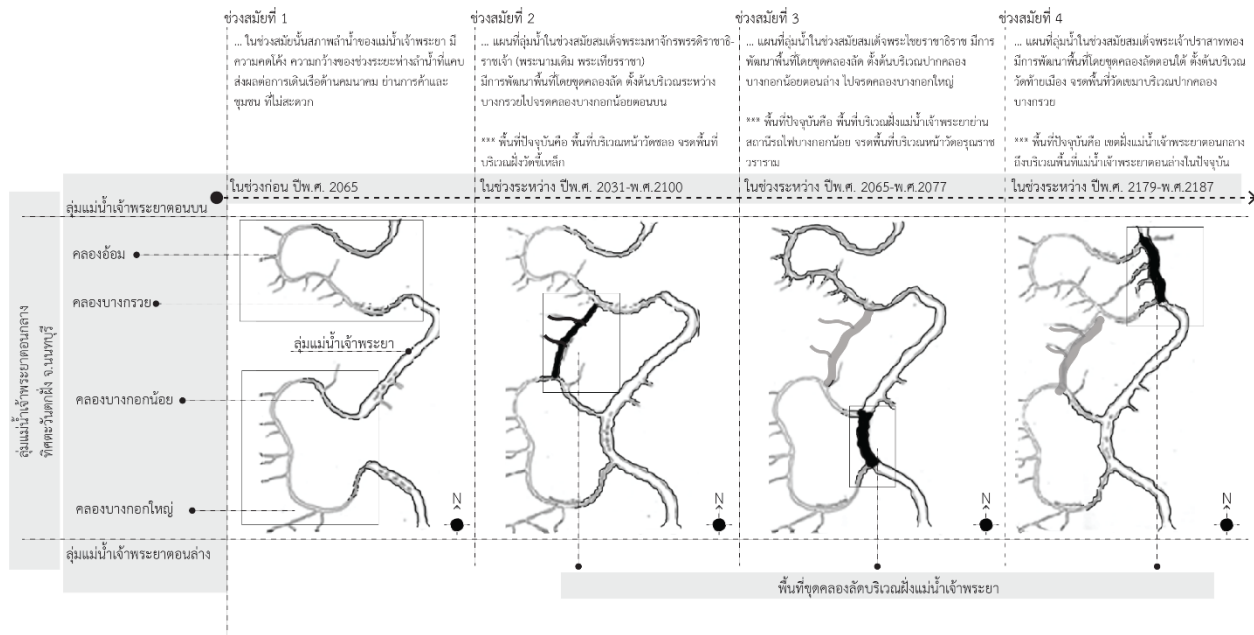 ช่วงสมัยที่ 1
... ในช่วงสมัยนั้นสภาพลำน้ำของแม่น้ำเจ้าพระยา มี
ความคดโค้ง ความกว้างของช่วงระยะห่างลำน้ำที่แคบ
ส่งผลต่อการเดินเรือด้านคมนาคม ย่านการค้าและ
ชุมชน ที่ไม่สะดวก
ในช่วงก่อน ปีพ.ศ. 2065
ช่วงสมัยที่ 2
... แผนที่ลุ่มน้ำในช่วงสมัยสมเด็จพระมหาจักรพรรดิราชาธิ-
ราชเจ้า (พระนามเดิม พระเทียรราชา)
มีการพัฒนาพื้นที่โดยขุดคลองลัด ตั้งต้นบริเวณระหว่าง
บางกรวยไปจรดคลองบางกอกน้อยตอนบน
*** พื้นที่ปัจจุบันคือ พื้นที่บริเวณหน้าวัดชลอ จรดพื้นที่
บริเวณฝั่งวัดขี้เหล็ก
ในช่วงระหว่าง ปีพ.ศ. 2031-พ.ศ.2100
ช่วงสมัยที่ 3
... แผนที่ลุ่มน้ำในช่วงสมัยสมเด็จพระไชยราชาธิราช มีการ
พัฒนาพื้นที่โดยขุดคลองลัด ตั้งต้นบริเวณปากคลอง
บางกอกน้อยตอนล่าง ไปจรดคลองบางกอกใหญ่
*** พื้นที่ปัจจุบันคือ พื้นที่บริเวณฝั่งแม่น้ำเจ้าพระยาย่าน
สถานีรถไฟบางกอกน้อย จรดพื้นที่บริเวณหน้าวัดอรุณราช
วราราม
ในช่วงระหว่าง ปีพ.ศ. 2065-พ.ศ.2077
ช่วงสมัยที่ 4
... แผนที่ลุ่มน้ำในช่วงสมัยสมเด็จพระเจ้าปราสาททอง
มีการพัฒนาพื้นที่โดยขุดคลองลัดตอนใต้ ตั้งต้นบริเวณ
วัดท้ายเมือง จรดพื้นที่วัดเขมาบริเวณปากคลอง
บางกรวย
*** พื้นที่ปัจจุบันคือ เขตฝั่งแม่น้ำเจ้าพระยาตอนกลาง
ถึงบริเวณพื้นที่แม่น้ำเจ้าพระยาตอนล่างในปัจจุบัน
ในช่วงระหว่าง ปีพ.ศ. 2179-พ.ศ.2187
ลุ่มแม่น้ำเจ้าพระยาตอนกลาง
ทิศตะวันตกฝั่ง จ.นนทบุรี
ลุ่มแม่น้ำเจ้าพระยาตอนบน
คลองอ้อม
คลองบางกรวย
ลุ่มแม่น้ำเจ้าพระยา
คลองบางกอกน้อย
คลองบางกอกใหญ่
ลุ่มแม่น้ำเจ้าพระยาตอนล่าง
N
N
N
N
พื้นที่ขุดคลองลัดบริเวณฝั่งแม่น้ำเจ้าพระยา